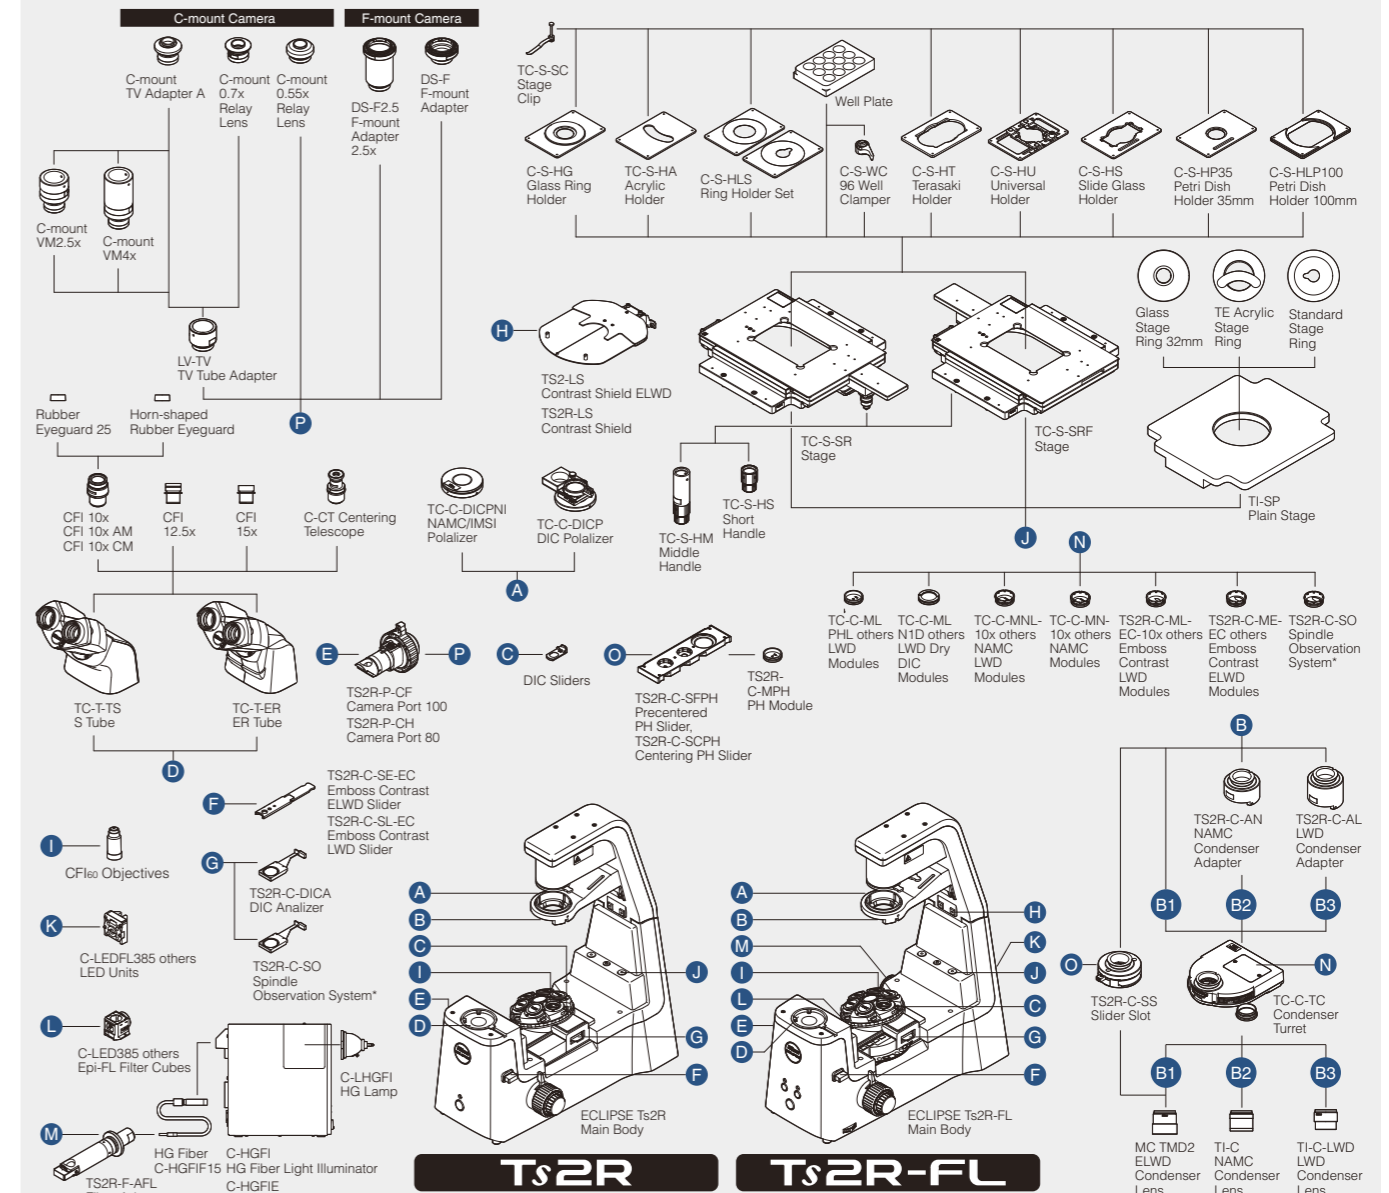 C-mount Camera
F-mount Camera
C-mount
TV Adapter A
C-mount
0.7x
Relay
Lens
C-mount
0.55x
Relay
Lens
DS-F2.5
F-mount
Adapter
2.5x
DS-F
F-mount
Adapter
C-mount
VM2.5x
C-mount
VM4x
LV-TV
TV Tube Adapter
P
Rubber
Eyeguard 25
Horn-shaped
Rubber Eyeguard
CFI 10x
CFI 10x AM
CFI 10x CM
CFI
12.5x
CFI
15x
C-CT Centering
Telescope
TC-T-TS
S Tube
TC-T-ER
ER Tube
D
TC-S-SC
Stage
Clip
Well Plate
C-S-HG
Glass Ring
Holder
TC-S-HA
Acrylic
Holder
C-S-HLS
Ring Holder Set
C-S-WC
96 Well
Clamper
C-S-HT
Terasaki
Holder
C-S-HU
Universal
Holder
C-S-HS
Slide Glass
Holder
C-S-HP35
Petri Dish
Holder 35mm
C-S-HLP100
Petri Dish
Holder 100mm
H
TS2-LS
Contrast Shield ELWD
TS2R-LS
Contrast Shield
TC-S-SR
Stage
TC-S-SRF
Stage
Glass
Stage
Ring 32mm
TE Acrylic
Stage
Ring
Standard
Stage
Ring
TI-SP
Plain Stage
TC-S-HM
Middle
Handle
TC-S-HS
Short
Handle
J
TC-C-DICPNI
NAMC/IMSI
Polalizer
TC-C-DICP
DIC Polalizer
A
E
P
TS2R-P-CF
Camera Port 100
TS2R-P-CH
Camera Port 80
C
DIC Sliders
O
TS2R-C-SFPH
Precentered
PH Slider,
TS2R-C-SCPH
Centering PH Slider
TS2R-
C-MPH
PH Module
N
TC-C-ML
PHL others
LWD
Modules
TC-C-ML
N1D others
LWD Dry
DIC
Modules
TC-C-MNL-
10x others
NAMC
LWD
Modules
TC-C-MN-
10x others
NAMC
Modules
TS2R-C-ML-
EC-10x others
Emboss
Contrast
LWD
Modules
TS2R-C-ME-
EC others
Emboss
Contrast
ELWD
Modules
TS2R-C-SO
Spindle
Observation
System*
F
TS2R-C-SE-EC
Emboss Contrast
ELWD Slider
TS2R-C-SL-EC
Emboss Contrast
LWD Slider
I
CFI60 Objectives
G
TS2R-C-DICA
DIC Analizer
TS2R-C-SO
Spindle
Observation System*
K
C-LEDFL385 others
LED Units
L
C-LED385 others
Epi-FL Filter Cubes
M
TS2R-F-AFL
HG Fiber
C-HGFIF15
C-HGFI
HG Fiber Light Illuminator
C-HGFIE
C-LHGFI
HG Lamp
A
B
C
I
E
D
J
G
F
ECLIPSE Ts2R
Main Body
Ts2R
A
B
M
I
L
E
D
H
K
J
C
G
F
ECLIPSE Ts2R-FL
Main Body
Ts2R-FL
B
TS2R-C-AN
NAMC
Condenser
Adapter
TS2R-C-AL
LWD
Condenser
Adapter
B1
B2
B3
O
TS2R-C-SS
Slider Slot
N
TC-C-TC
Condenser
Turret
B1
B2
B3
MC TMD2
ELWD
Condenser
Lens
TI-C
NAMC
Condenser
Lens
TI-C-LWD
LWD
Condenser
Lens